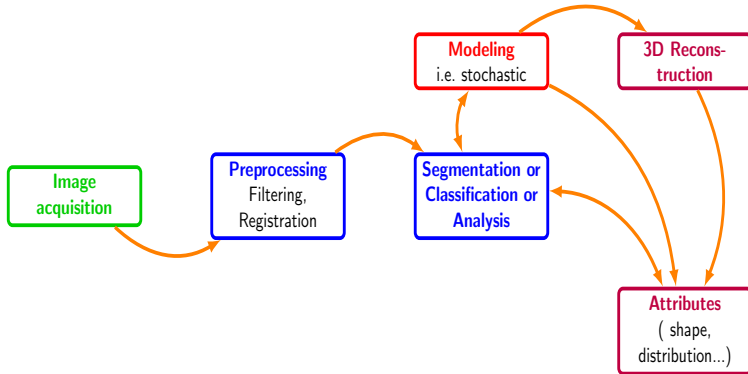 Modeling
i.e. stochastic
3D Recons-
truction
Image
acquisition
Preprocessing
Filtering,
Registration
Segmentation or
Classification or
Analysis
Attributes
( shape,
distribution...)